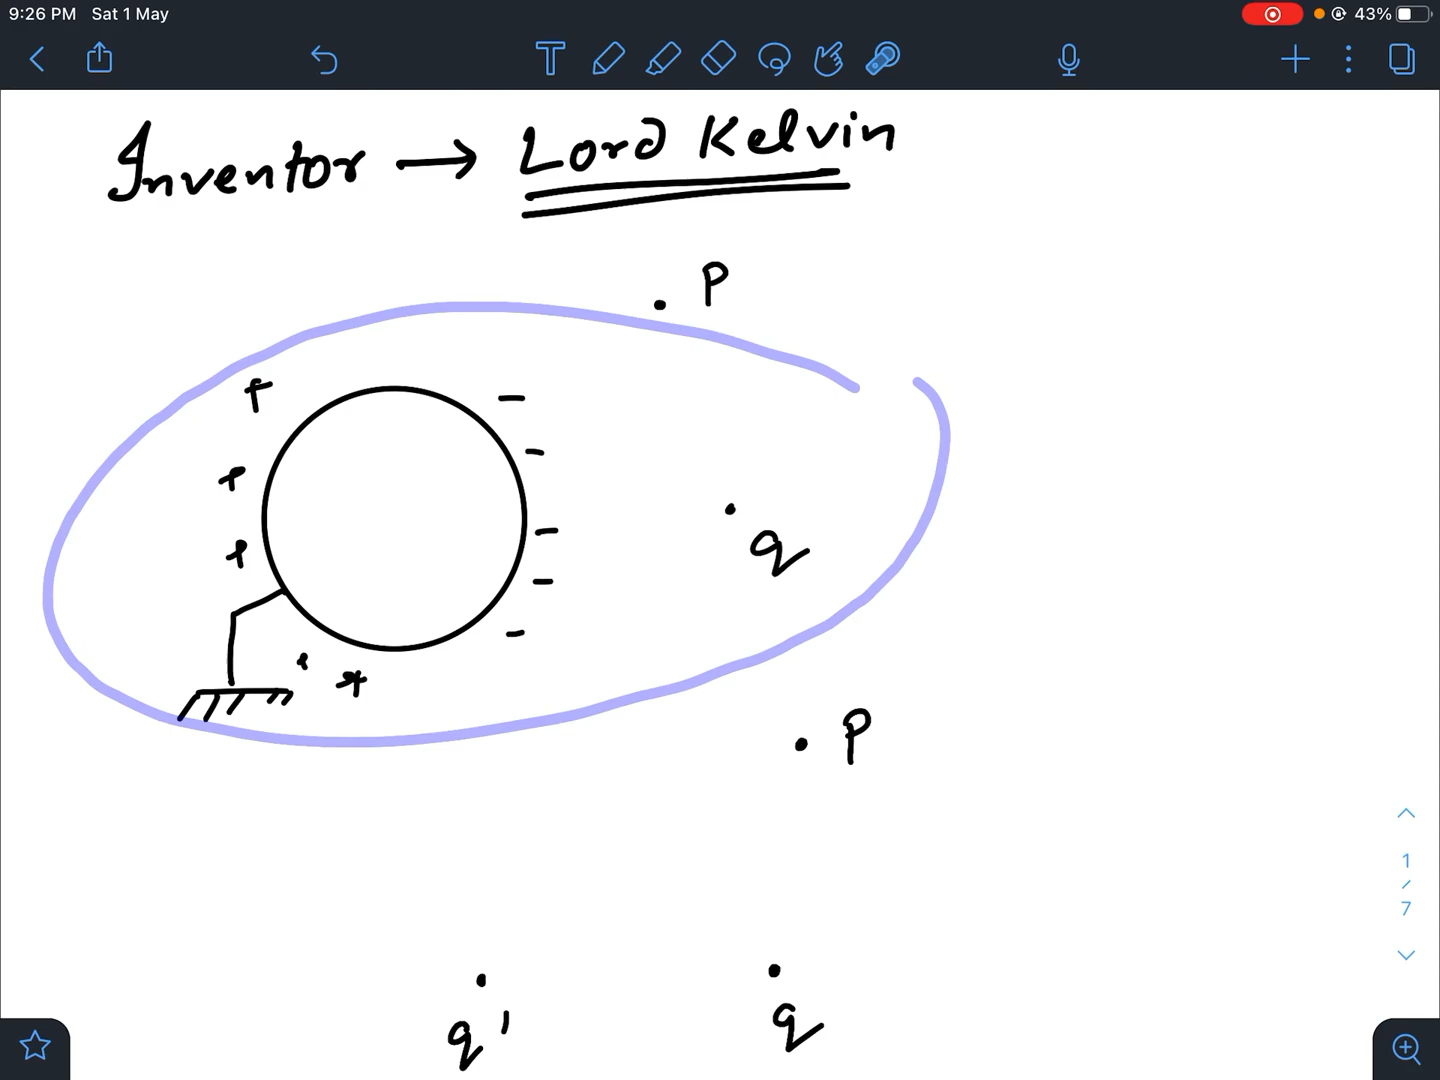 9:26 PM Sat 1 May 43%
Inventor → Lord Kelvin
P
+ −
+ −
q
+ −
−
−
+
P
1
/
7
q' q